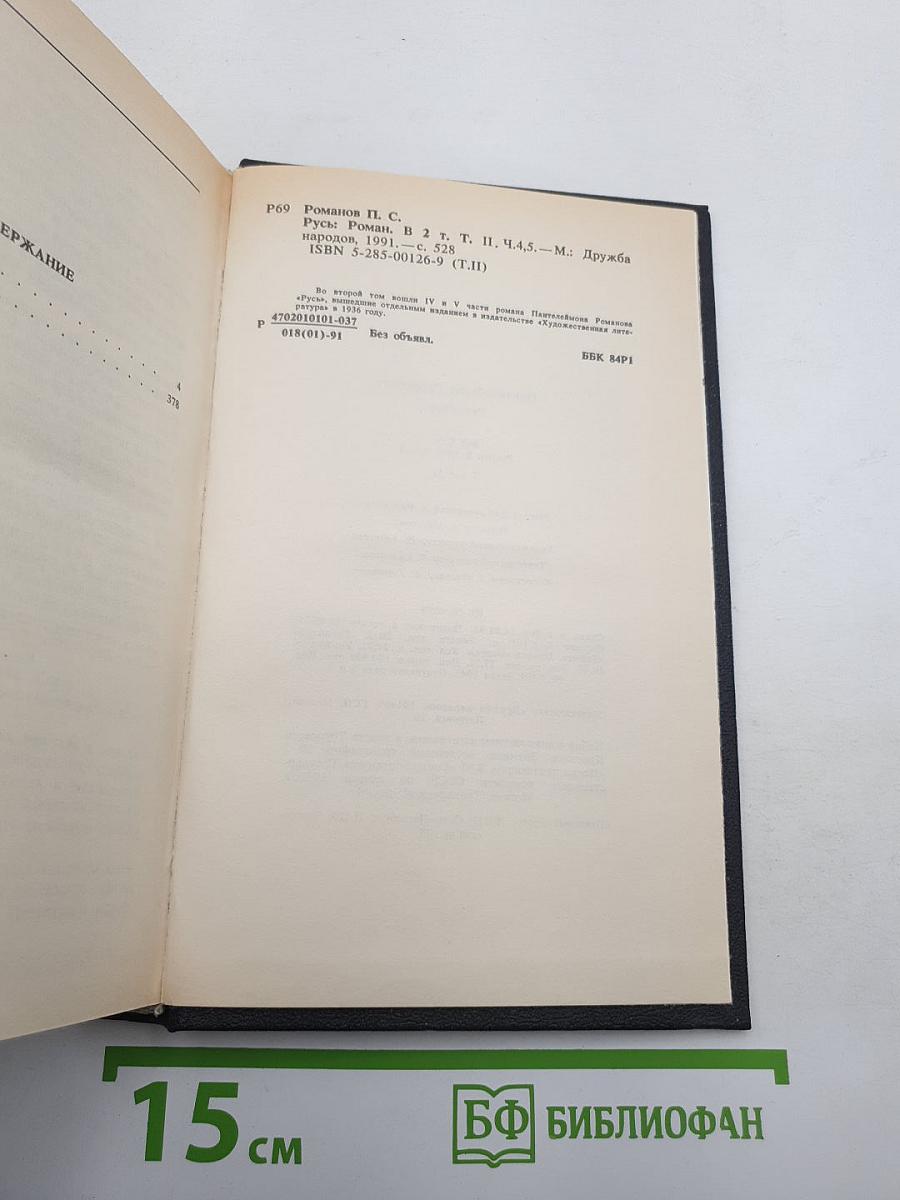 ЕРЖАНИЕ
4
378
Р69 Романов П. С.
Русь: Роман. В 2 т. Т. II. Ч.4,5.—М.: Дружба
народов, 1991.—с. 528
ISBN 5-285-00126-9 (Т.II)
Во второй том вошли IV и V части романа Пантелеймона Романова
«Русь», вышедшие отдельным изданием в издательстве «Художественная лите-
ратура» в 1936 году.
Р 4702010101-037
018(01)-91 Без объявл.
ББК 84Р1
15 см
БФ БИБЛИОФАН